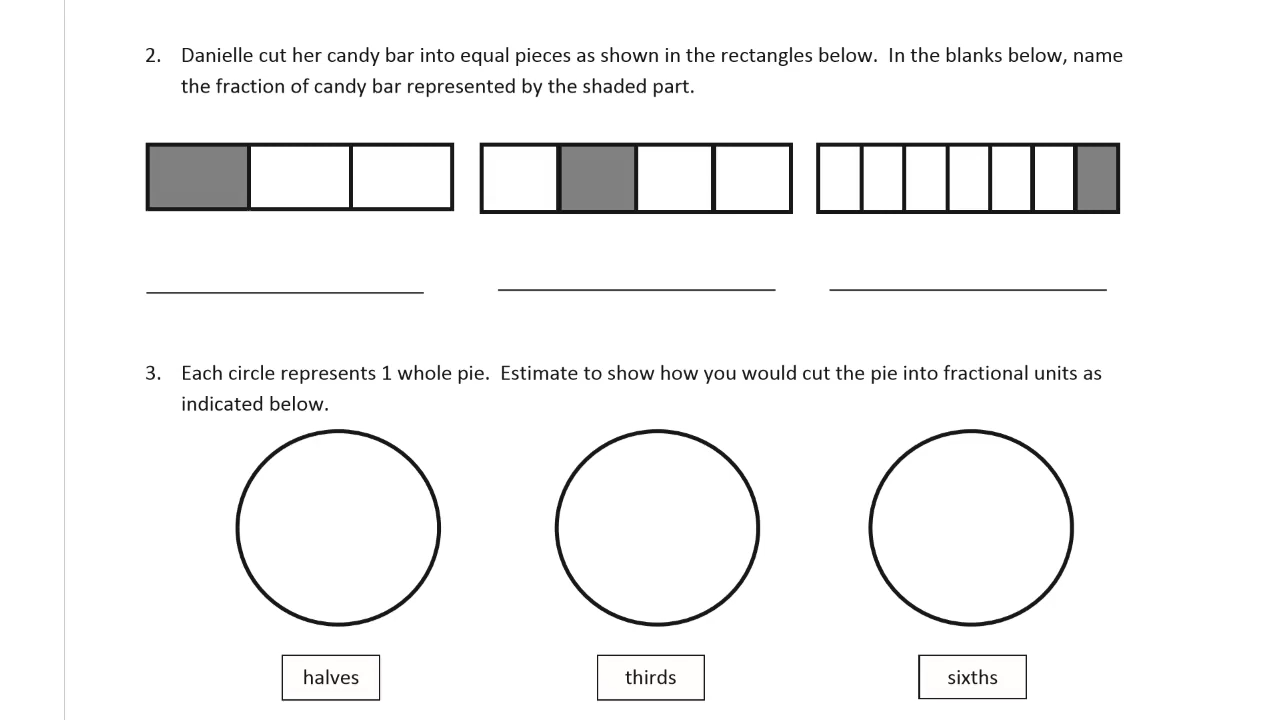 2. Danielle cut her candy bar into equal pieces as shown in the rectangles below. In the blanks below, name
the fraction of candy bar represented by the shaded part.
3. Each circle represents 1 whole pie. Estimate to show how you would cut the pie into fractional units as
indicated below.
halves thirds sixths